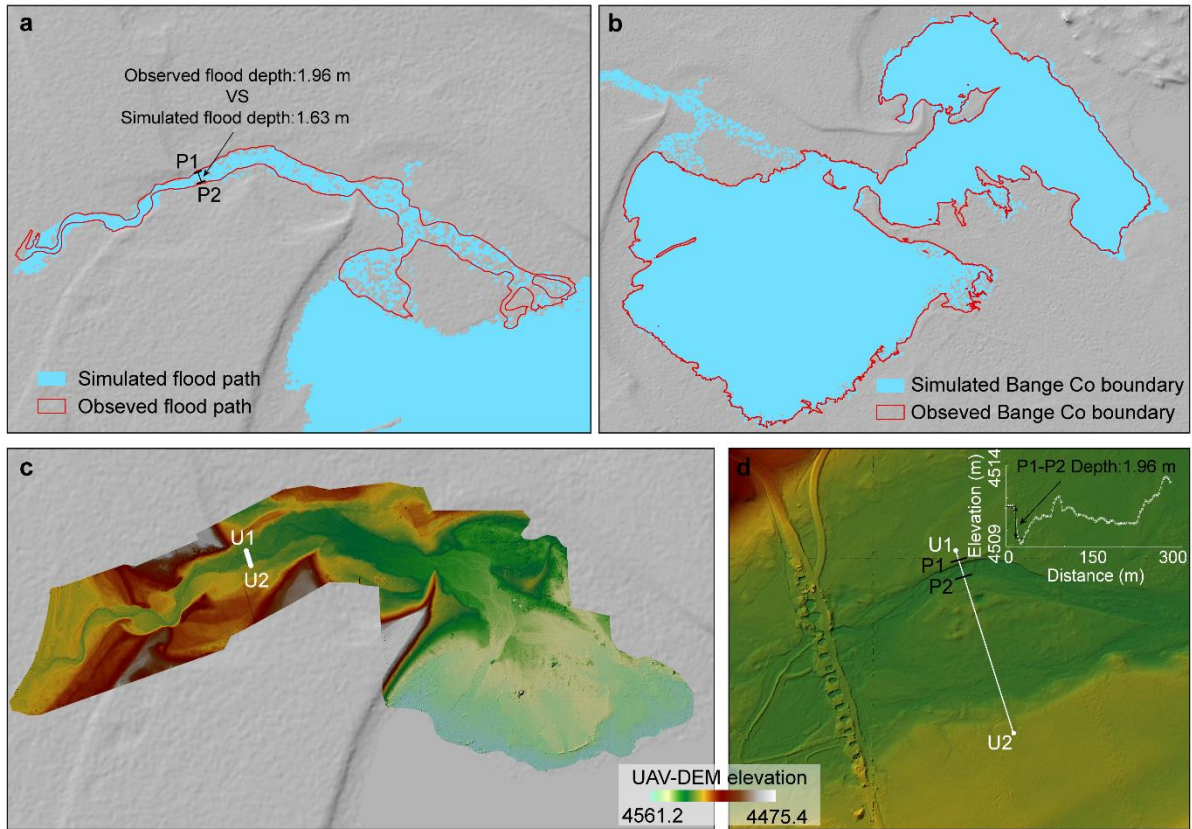 a
Observed flood depth:1.96 m
VS
Simulated flood depth:1.63 m
P1
P2
Simulated flood path
Obseved flood path
b
Simulated Bange Co boundary
Obseved Bange Co boundary
c
U1
U2
UAV-DEM elevation
4561.2 4475.4
d
P1-P2 Depth:1.96 m
Elevation (m)
4514
4509
0 150 300
Distance (m)
U1
P1
P2
U2